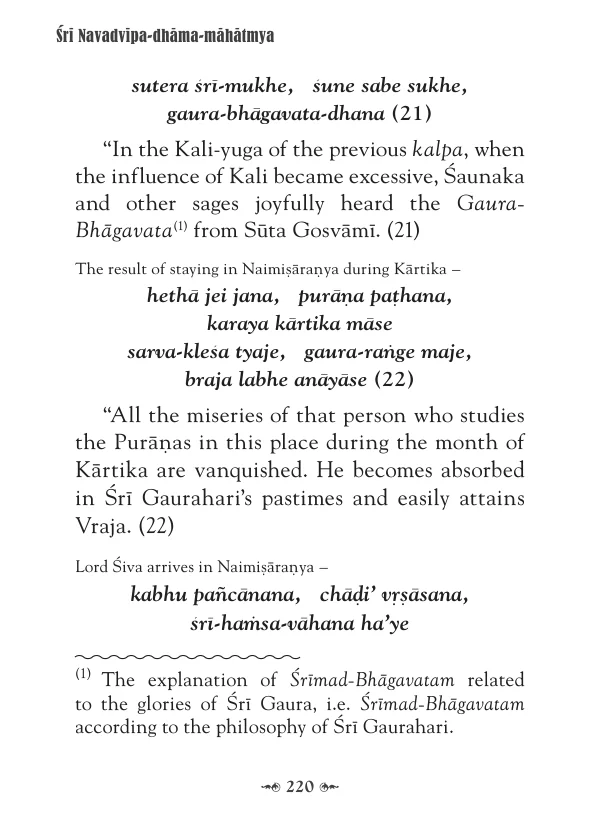 Śrī Navadvīpa-dhāma-māhātmya
sutera śrī-mukhe, śune sabe sukhe,
gaura-bhāgavata-dhana (21)
“In the Kali-yuga of the previous kalpa, when
the influence of Kali became excessive, Śaunaka
and other sages joyfully heard the Gaura-
Bhāgavata(1) from Sūta Gosvāmī. (21)
The result of staying in Naimiṣāraṇya during Kārtika –
hethā jei jana, purāṇa paṭhana,
karaya kārtika māse
sarva-kleśa tyaje, gaura-raṅge maje,
braja labhe anāyāse (22)
“All the miseries of that person who studies
the Purāṇas in this place during the month of
Kārtika are vanquished. He becomes absorbed
in Śrī Gaurahari’s pastimes and easily attains
Vraja. (22)
Lord Śiva arrives in Naimiṣāraṇya –
kabhu pañcānana, chāḍi’ vṛṣāsana,
śrī-haṁsa-vāhana ha’ye
(1) The explanation of Śrīmad-Bhāgavatam related
to the glories of Śrī Gaura, i.e. Śrīmad-Bhāgavatam
according to the philosophy of Śrī Gaurahari.
220